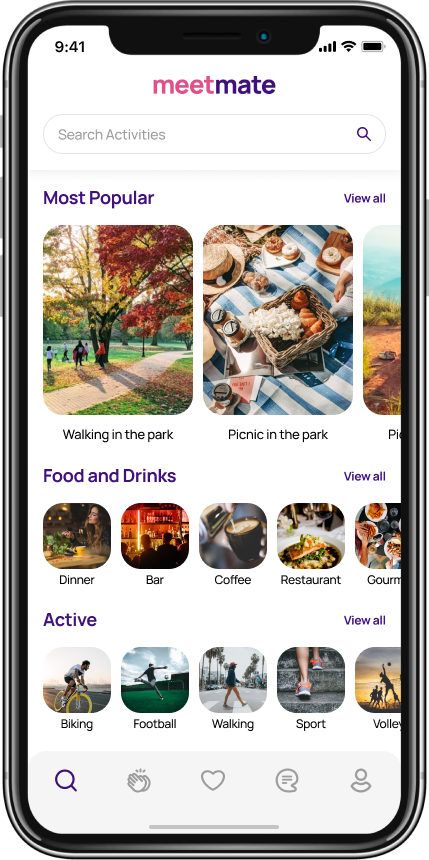 9:41
meetmate
Search Activities
Most Popular View all
Walking in the park Picnic in the park Pic
Food and Drinks View all
Dinner Bar Coffee Restaurant Gourm
Active View all
Biking Football Walking Sport Volley